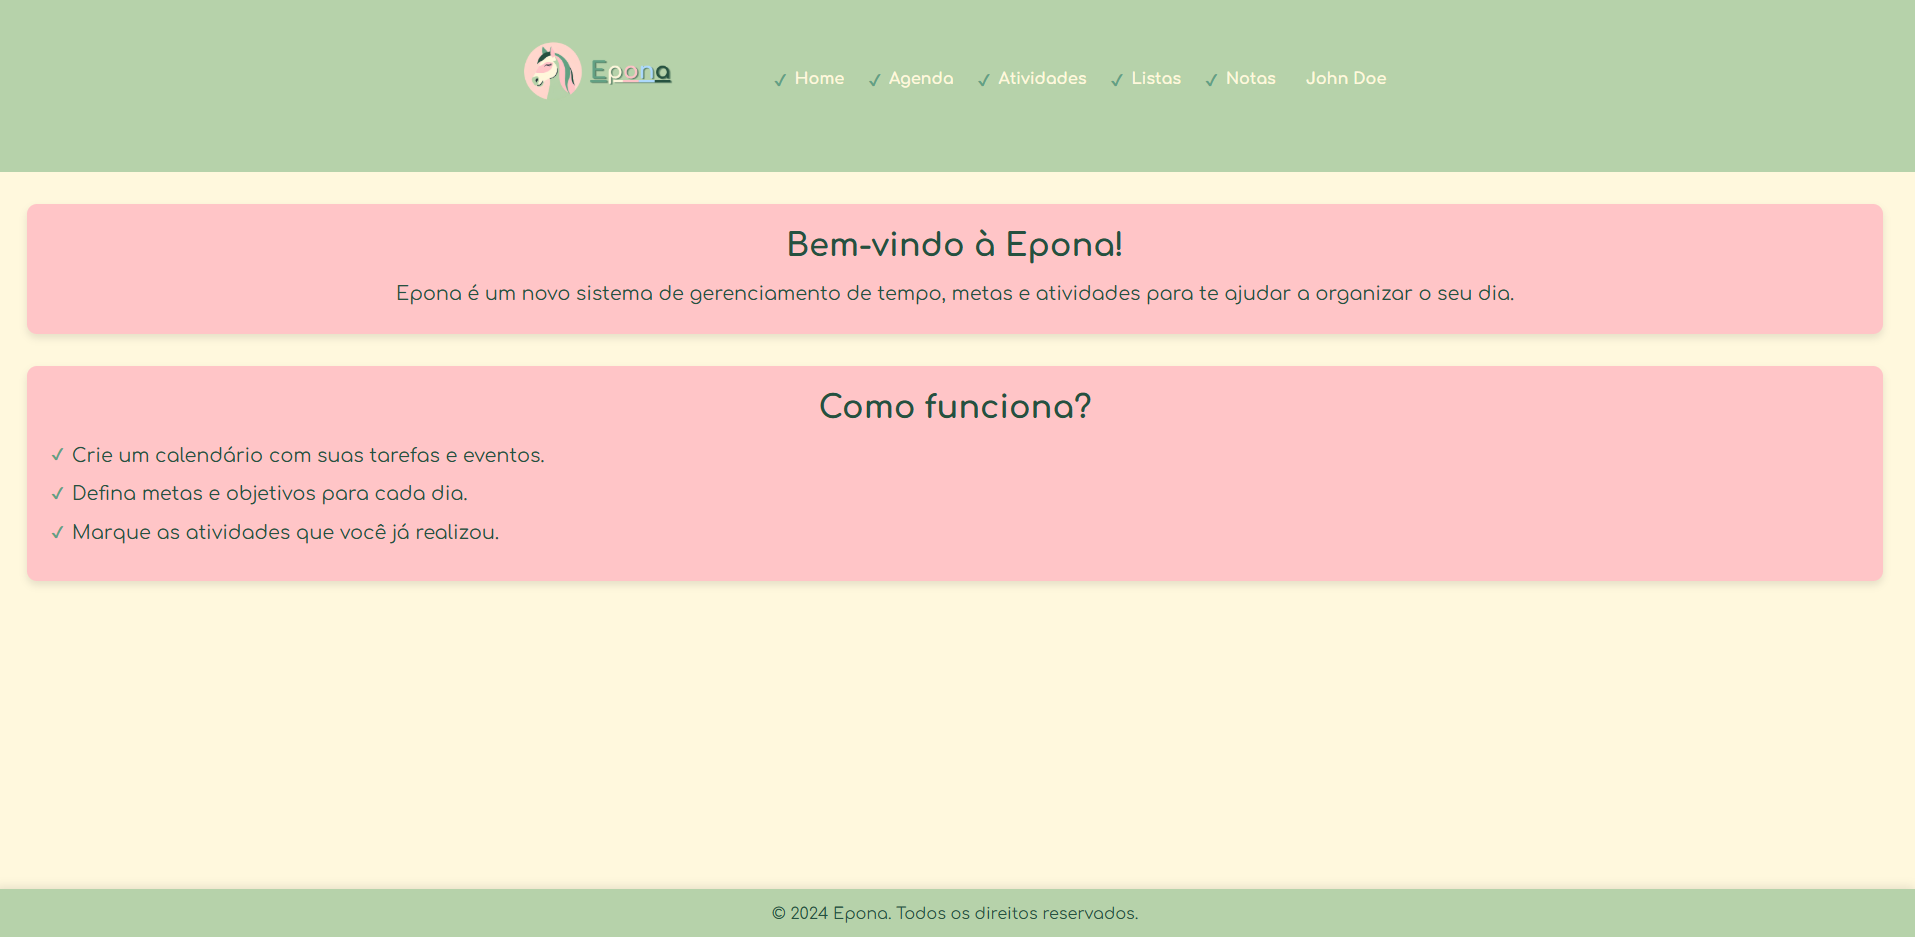 Epona
✓ Home ✓ Agenda ✓ Atividades ✓ Listas ✓ Notas John Doe
Bem-vindo à Epona!
Epona é um novo sistema de gerenciamento de tempo, metas e atividades para te ajudar a organizar o seu dia.
Como funciona?
✓ Crie um calendário com suas tarefas e eventos.
✓ Defina metas e objetivos para cada dia.
✓ Marque as atividades que você já realizou.
© 2024 Epona. Todos os direitos reservados.